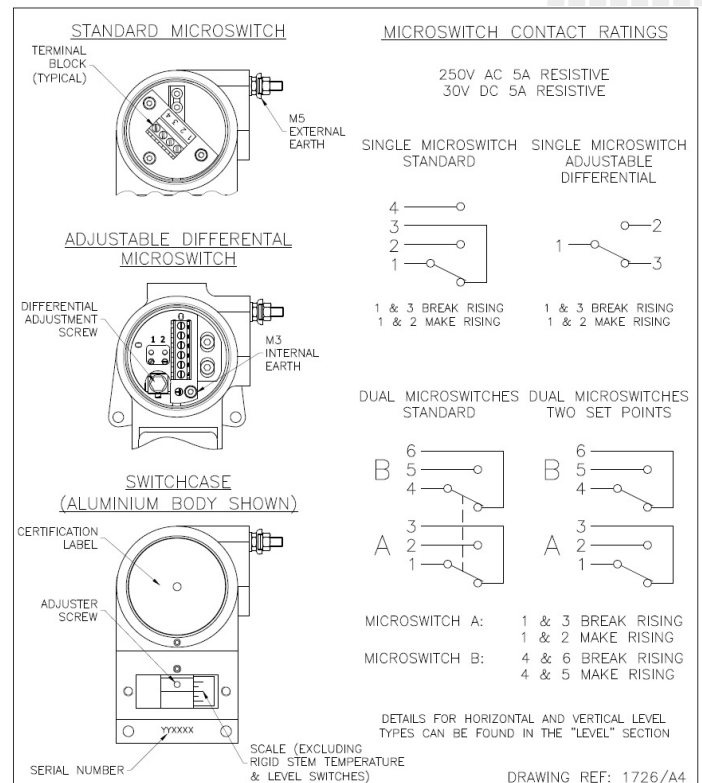 STANDARD MICROSWITCH
TERMINAL
BLOCK
(TYPICAL)
1 2 3 4
M5
EXTERNAL
EARTH
ADJUSTABLE DIFFERENTAL
MICROSWITCH
DIFFERENTIAL
ADJUSTMENT
SCREW
1 2
M3
INTERNAL
EARTH
SWITCHCASE
(ALUMINIUM BODY SHOWN)
CERTIFICATION
LABEL
ADJUSTER
SCREW
YYXXXX
SERIAL NUMBER
SCALE (EXCLUDING
RIGID STEM TEMPERATURE
& LEVEL SWITCHES)
MICROSWITCH CONTACT RATINGS
250V AC 5A RESISTIVE
30V DC 5A RESISTIVE
SINGLE MICROSWITCH
STANDARD
4
3
2
1
1 & 3 BREAK RISING
1 & 2 MAKE RISING
SINGLE MICROSWITCH
ADJUSTABLE
DIFFERENTIAL
2
1
3
1 & 3 BREAK RISING
1 & 2 MAKE RISING
DUAL MICROSWITCHES
STANDARD
6
B 5
4
3
A 2
1
DUAL MICROSWITCHES
TWO SET POINTS
6
B 5
4
3
A 2
1
MICROSWITCH A: 1 & 3 BREAK RISING
1 & 2 MAKE RISING
MICROSWITCH B: 4 & 6 BREAK RISING
4 & 5 MAKE RISING
DETAILS FOR HORIZONTAL AND VERTICAL LEVEL
TYPES CAN BE FOUND IN THE "LEVEL" SECTION
DRAWING REF: 1726/A4